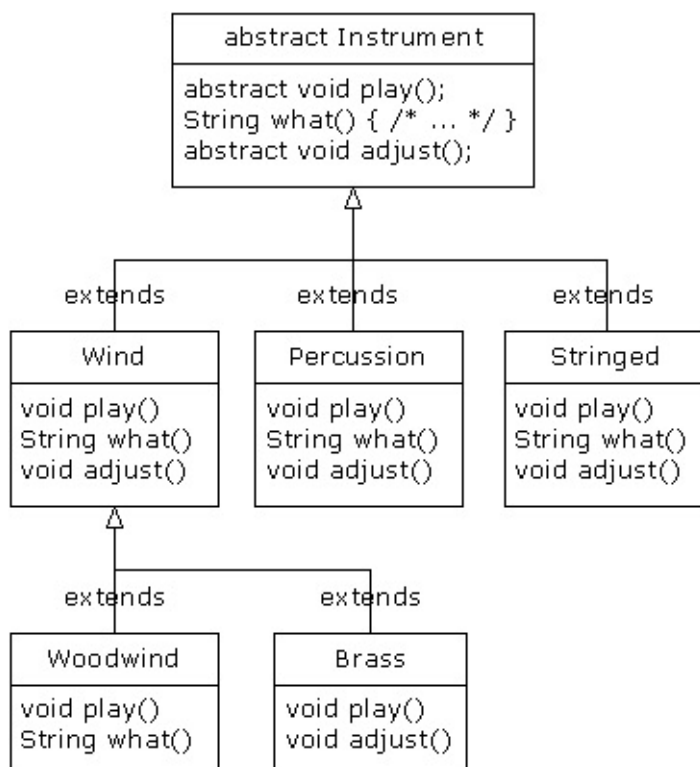 abstract Instrument
abstract void play();
String what() { /* ... */ }
abstract void adjust();
extends
extends
extends
Wind
void play()
String what()
void adjust()
Percussion
void play()
String what()
void adjust()
Stringed
void play()
String what()
void adjust()
extends
extends
Woodwind
void play()
String what()
Brass
void play()
void adjust()